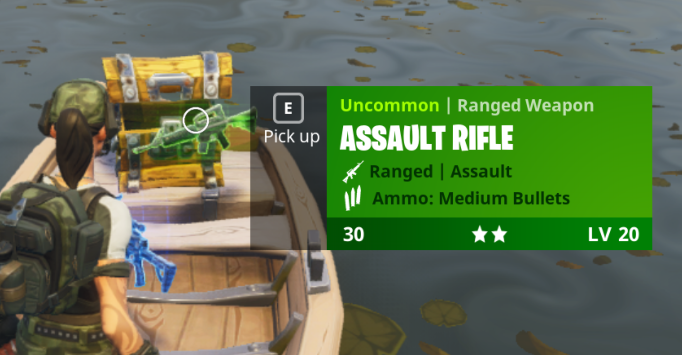 E
Pick up
Uncommon | Ranged Weapon
ASSAULT RIFLE
Ranged | Assault
Ammo: Medium Bullets
30 ★★ LV 20